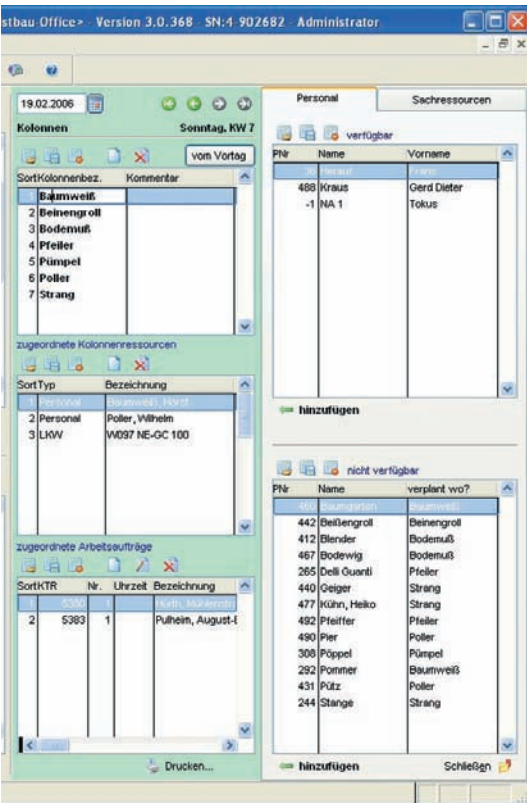 stbau-Office> - Version 3.0.368 - SN:4-902682 - Administrator
19.02.2006
Kolonnen Sonntag, KW 7
vom Vortag
Sort Kolonnenbez. Kommentar
1 Baumweiß
2 Beinengroll
3 Bodemuß
4 Pfeiler
5 Pümpel
6 Poller
7 Strang
zugeordnete Kolonnenressourcen
Sort Typ Bezeichnung
1 Personal Baumweiß, Horst
2 Personal Poller, Wilhelm
3 LKW W097 NE-GC 100
zugeordnete Arbeitsaufträge
Sort KTR Nr. Uhrzeit Bezeichnung
1 5380 1 Hürth, Mühlenstr
2 5383 1 Pulheim, August-E
Drucken...
Personal Sachressourcen
verfügbar
PNr Name Vorname
36 Herauf Frans
488 Kraus Gerd Dieter
-1 NA 1 Tokus
hinzufügen
nicht verfügbar
PNr Name verplant wo?
460 Baumgarten Baumweiß
442 Beißengroll Beinengroll
412 Blender Bodemuß
467 Bodewig Bodemuß
265 Delli Guanti Pfeiler
440 Geiger Strang
477 Kühn, Heiko Strang
492 Pfeiffer Pfeiler
490 Pier Poller
308 Pöppel Pümpel
292 Pommer Baumweiß
431 Pütz Poller
244 Stange Strang
hinzufügen Schließen